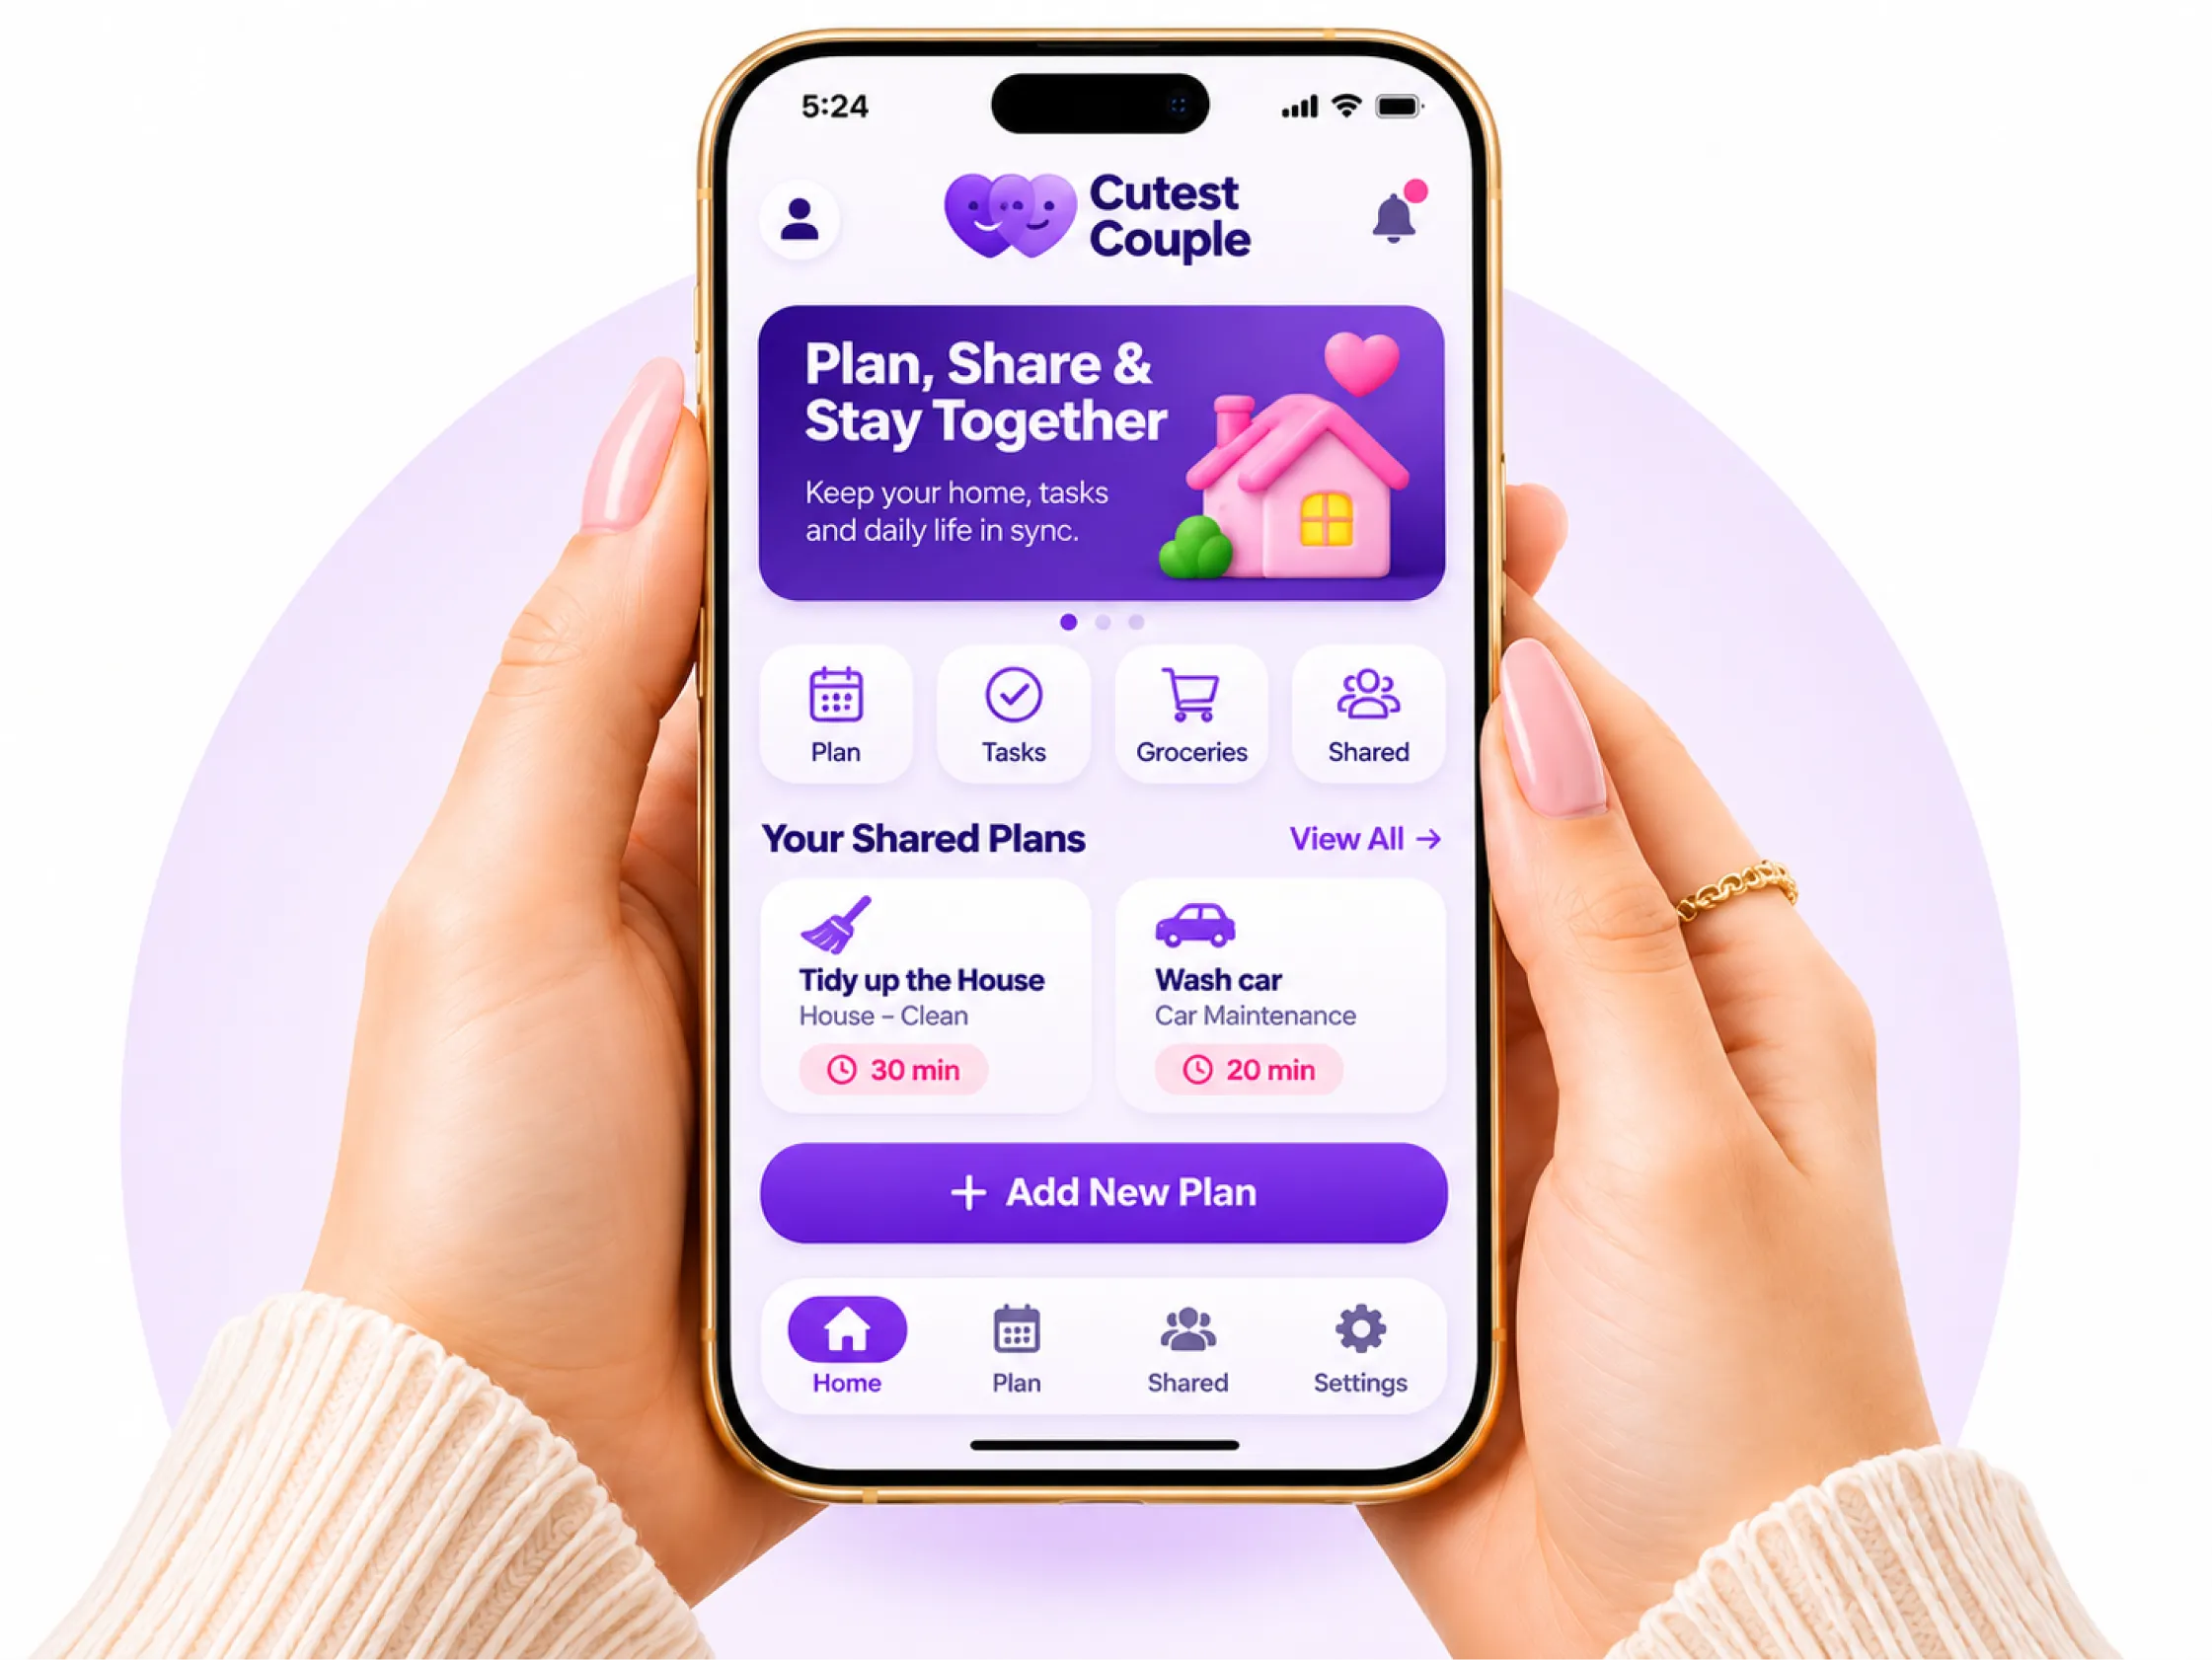 5:24
Cutest
Couple
Plan, Share &
Stay Together
Keep your home, tasks
and daily life in sync.
Plan
Tasks
Groceries
Shared
Your Shared Plans
View All →
Tidy up the House
House – Clean
30 min
Wash car
Car Maintenance
20 min
+ Add New Plan
Home
Plan
Shared
Settings